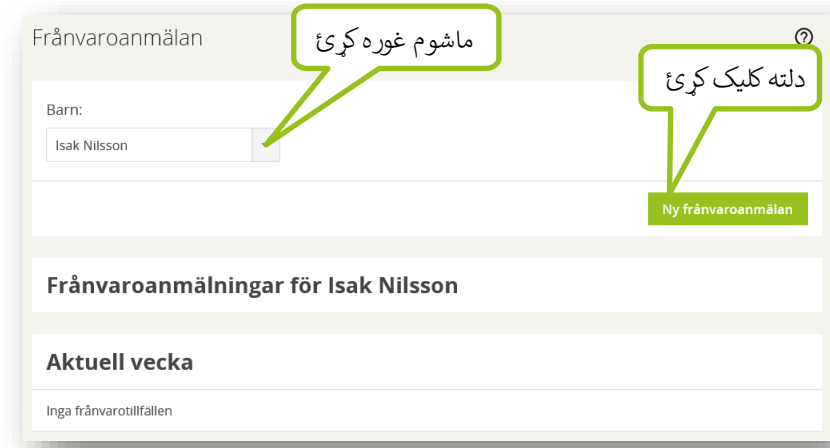 Frånvaroanmälan
ماشوم غوره کړئ
دلته کلیک کړئ
Barn:
Isak Nilsson
Ny frånvaroanmälan
Frånvaroanmälningar för Isak Nilsson
Aktuell vecka
Inga frånvarotillfällen